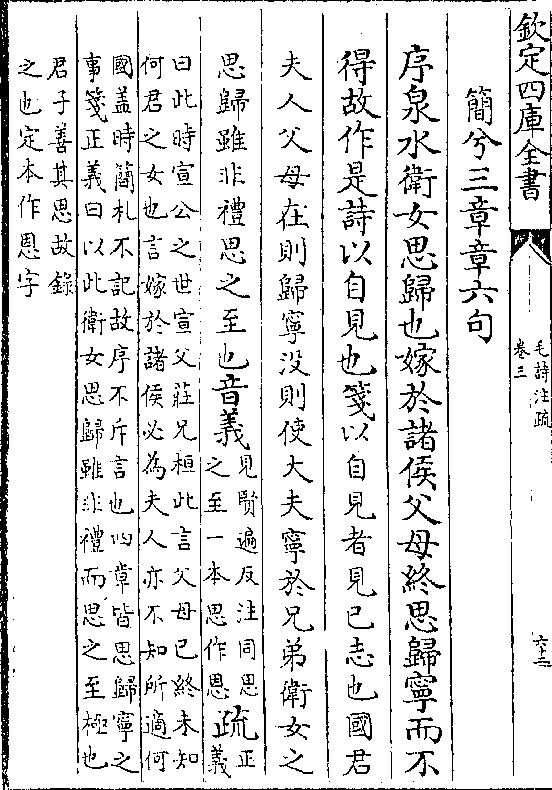 欽定四庫全書
毛詩注疏
卷三
六十二
簡兮三章章六句
序泉水衛女思歸也嫁於諸侯父母終思歸寧而不
得故作是詩以自見也箋以自見者見已志也國君
夫人父母在則歸寧没則使大夫寧於兄弟衛女之
思歸雖非禮思之至也音義
見賢遍反注同思
之至一本思作恩
疏
正
義
曰此時宣公之世宣父莊兄桓此言父母已終未知
何君之女也言嫁於諸侯必為夫人亦不知所適何
國葢時簡札不記故序不斥言也四章皆思歸寧之
事箋正義曰以此衛女思歸雖非禮而思之至極也
君子善其思故録
之也定本作恩字